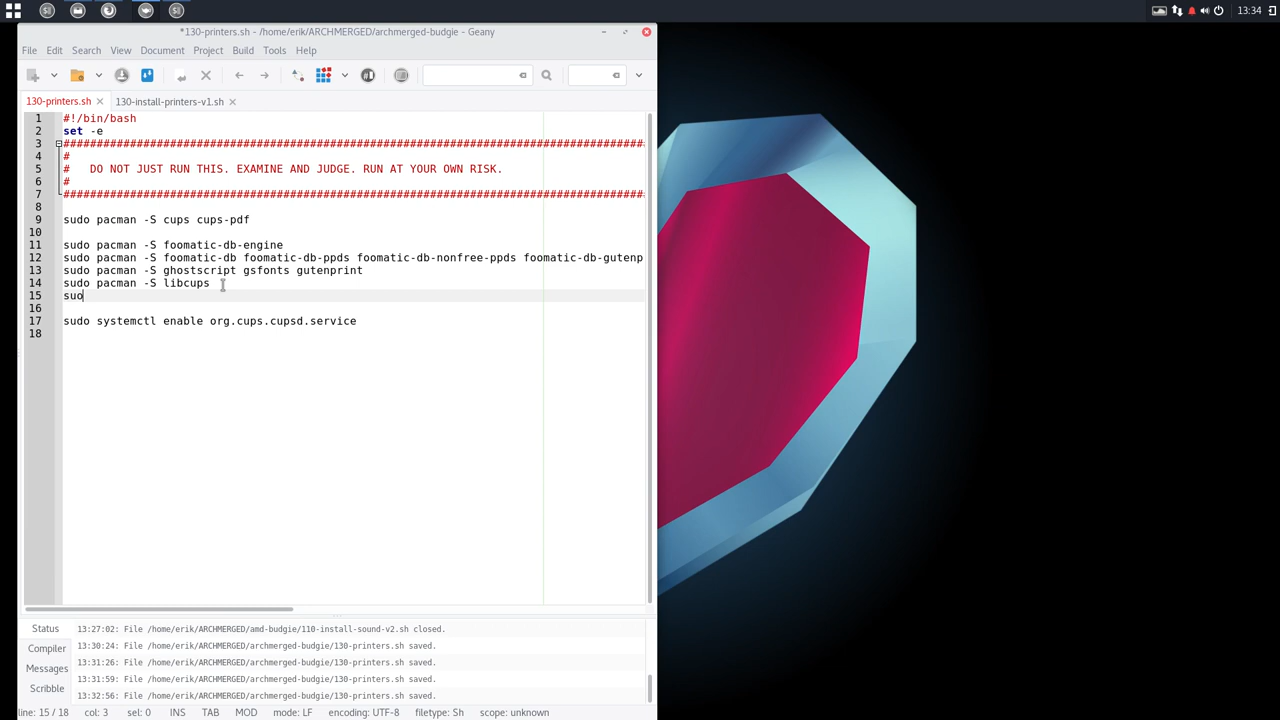 13:34
*130-printers.sh - /home/erik/ARCHMERGED/archmerged-budgie - Geany
File Edit Search View Document Project Build Tools Help
130-printers.sh 130-install-printers-v1.sh
1 #!/bin/bash
2 set -e
3 #######################################################################################
4 #
5 #   DO NOT JUST RUN THIS. EXAMINE AND JUDGE. RUN AT YOUR OWN RISK.
6 #
7 #######################################################################################
8
9 sudo pacman -S cups cups-pdf
10
11 sudo pacman -S foomatic-db-engine
12 sudo pacman -S foomatic-db foomatic-db-ppds foomatic-db-nonfree-ppds foomatic-db-gutenp
13 sudo pacman -S ghostscript gsfonts gutenprint
14 sudo pacman -S libcups
15 suo
16
17 sudo systemctl enable org.cups.cupsd.service
18
Status
Compiler
Messages
Scribble
13:27:02: File /home/erik/ARCHMERGED/amd-budgie/110-install-sound-v2.sh closed.
13:30:24: File /home/erik/ARCHMERGED/archmerged-budgie/130-printers.sh saved.
13:31:26: File /home/erik/ARCHMERGED/archmerged-budgie/130-printers.sh saved.
13:31:59: File /home/erik/ARCHMERGED/archmerged-budgie/130-printers.sh saved.
13:32:56: File /home/erik/ARCHMERGED/archmerged-budgie/130-printers.sh saved.
line: 15 / 18 col: 3 sel: 0 INS TAB MOD mode: LF encoding: UTF-8 filetype: Sh scope: unknown